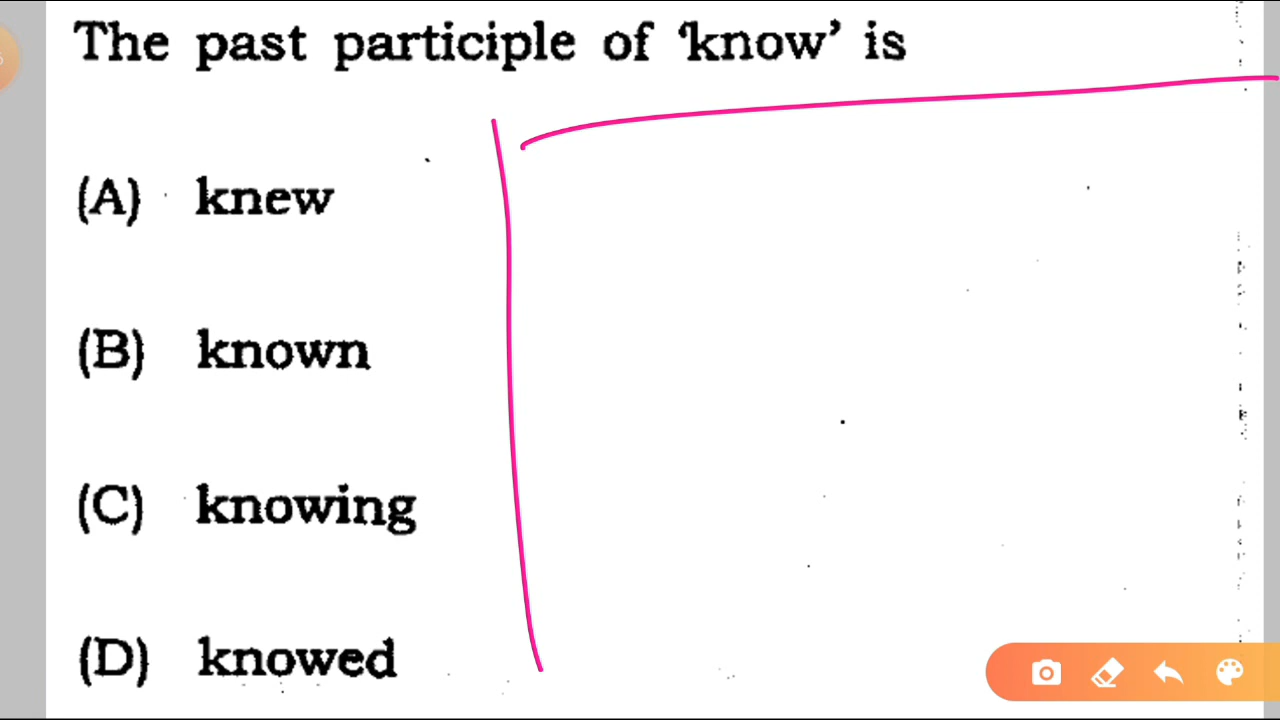 The past participle of ‘know’ is
(A) knew
(B) known
(C) knowing
(D) knowed